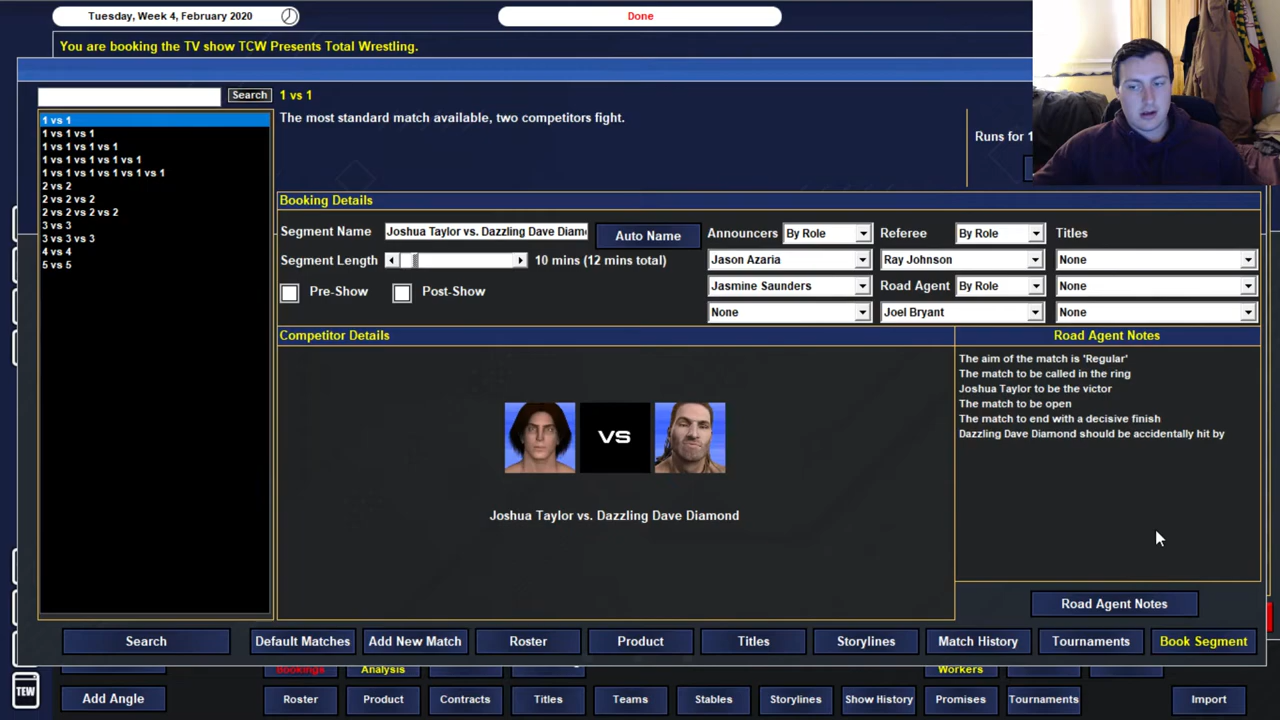 Tuesday, Week 4, February 2020
Done
You are booking the TV show TCW Presents Total Wrestling.
Search
1 vs 1
1 vs 1
1 vs 1 vs 1
1 vs 1 vs 1 vs 1
1 vs 1 vs 1 vs 1 vs 1
1 vs 1 vs 1 vs 1 vs 1 vs 1
2 vs 2
2 vs 2 vs 2
2 vs 2 vs 2 vs 2
3 vs 3
3 vs 3 vs 3
4 vs 4
5 vs 5
The most standard match available, two competitors fight.
Runs for 1
Booking Details
Segment Name
Joshua Taylor vs. Dazzling Dave Diam
Auto Name
Announcers
By Role
Referee
By Role
Titles
Segment Length
10 mins (12 mins total)
Jason Azaria
Ray Johnson
None
Pre-Show
Post-Show
Jasmine Saunders
Road Agent
By Role
None
None
Joel Bryant
None
Competitor Details
VS
Joshua Taylor vs. Dazzling Dave Diamond
Road Agent Notes
The aim of the match is 'Regular'
The match to be called in the ring
Joshua Taylor to be the victor
The match to be open
The match to end with a decisive finish
Dazzling Dave Diamond should be accidentally hit by
Road Agent Notes
Search
Default Matches
Add New Match
Roster
Product
Titles
Storylines
Match History
Tournaments
Book Segment
Bookings
Analysis
Workers
TEW
Add Angle
Roster
Product
Contracts
Titles
Teams
Stables
Storylines
Show History
Promises
Tournaments
Import